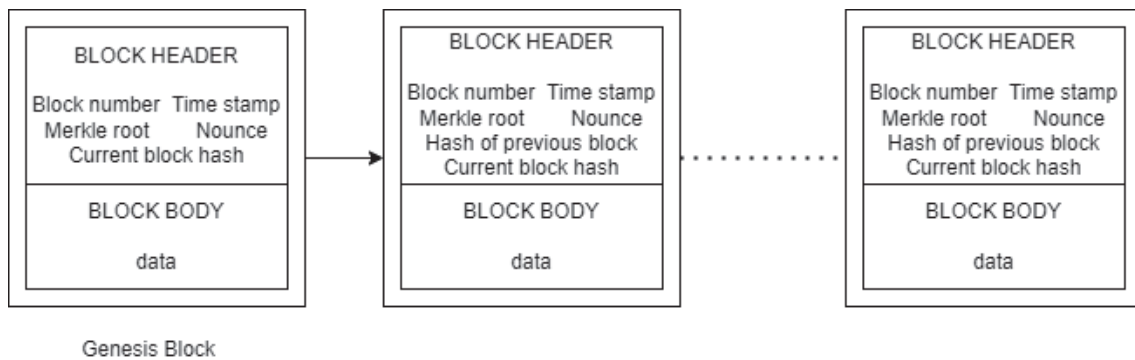 BLOCK HEADER
Block number Time stamp
Merkle root Nounce
Current block hash
BLOCK BODY
data
Genesis Block
BLOCK HEADER
Block number Time stamp
Merkle root Nounce
Hash of previous block
Current block hash
BLOCK BODY
data
BLOCK HEADER
Block number Time stamp
Merkle root Nounce
Hash of previous block
Current block hash
BLOCK BODY
data